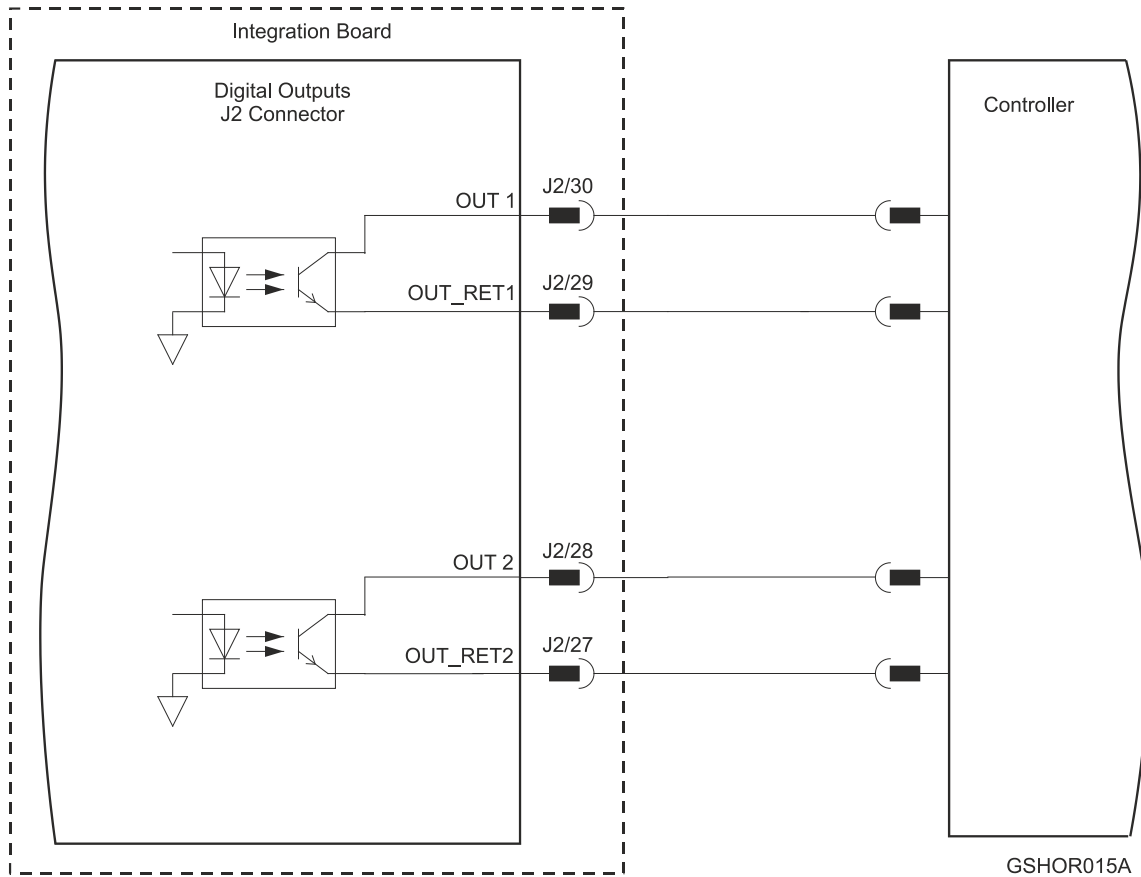 Integration Board
Digital Outputs
J2 Connector
Controller
OUT 1
J2/30
OUT_RET1
J2/29
OUT 2
J2/28
OUT_RET2
J2/27
GSHOR015A